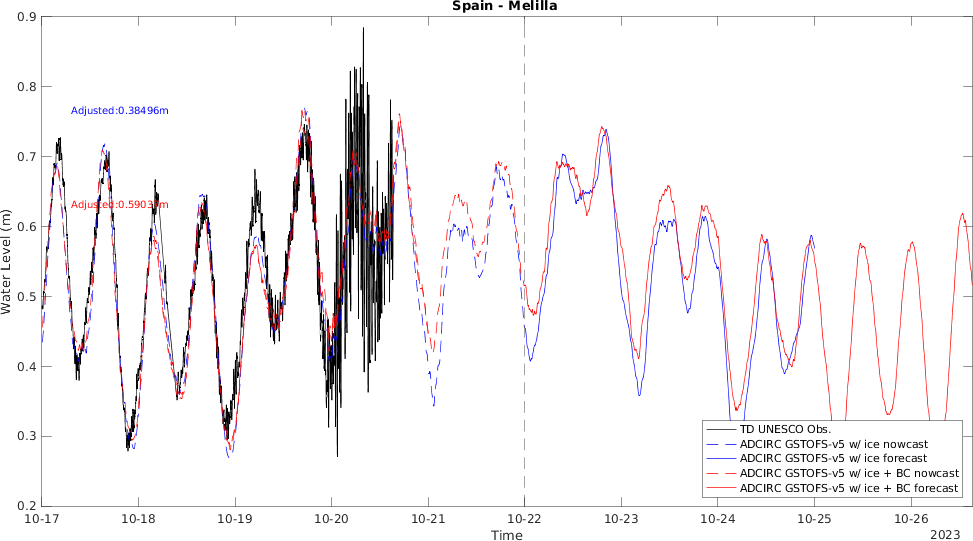 Spain - Melilla
0.9
0.8
0.7
0.6
0.5
0.4
0.3
0.2
Water Level (m)
Adjusted:0.38496m
TD UNESCO Obs.
ADCIRC GSTOFS-v5 w/ ice nowcast
ADCIRC GSTOFS-v5 w/ ice forecast
ADCIRC GSTOFS-v5 w/ ice + BC nowcast
ADCIRC GSTOFS-v5 w/ ice + BC forecast
10-17 10-18 10-19 10-20 10-21 10-22 10-23 10-24 10-25 10-26
Time
2023